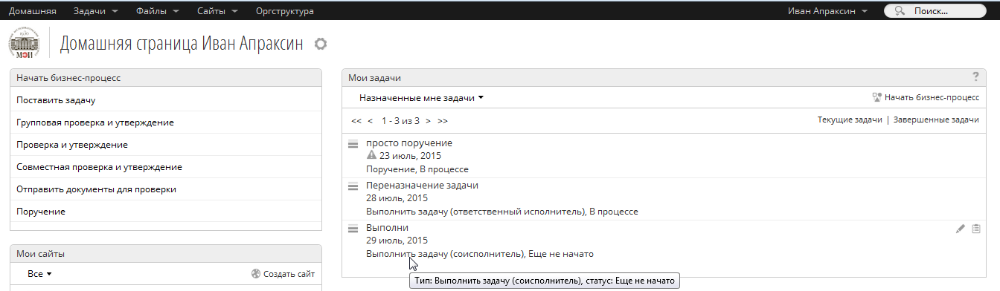 Домашняя Задачи Файлы Сайты Оргструктура Иван Апраксин Поиск...
МЭИ
Домашняя страница Иван Апраксин
Начать бизнес-процесс
Поставить задачу
Групповая проверка и утверждение
Проверка и утверждение
Совместная проверка и утверждение
Отправить документы для проверки
Поручение
Мои сайты
Все Создать сайт
Мои задачи ?
Назначенные мне задачи Начать бизнес-процесс
<< < 1 - 3 из 3 > >> Текущие задачи | Завершенные задачи
просто поручение
23 июль, 2015
Поручение, В процессе
Переназначение задачи
28 июль, 2015
Выполнить задачу (ответственный исполнитель), В процессе
Выполни
29 июль, 2015
Выполнить задачу (соисполнитель), Еще не начато
Тип: Выполнить задачу (соисполнитель), статус: Еще не начато